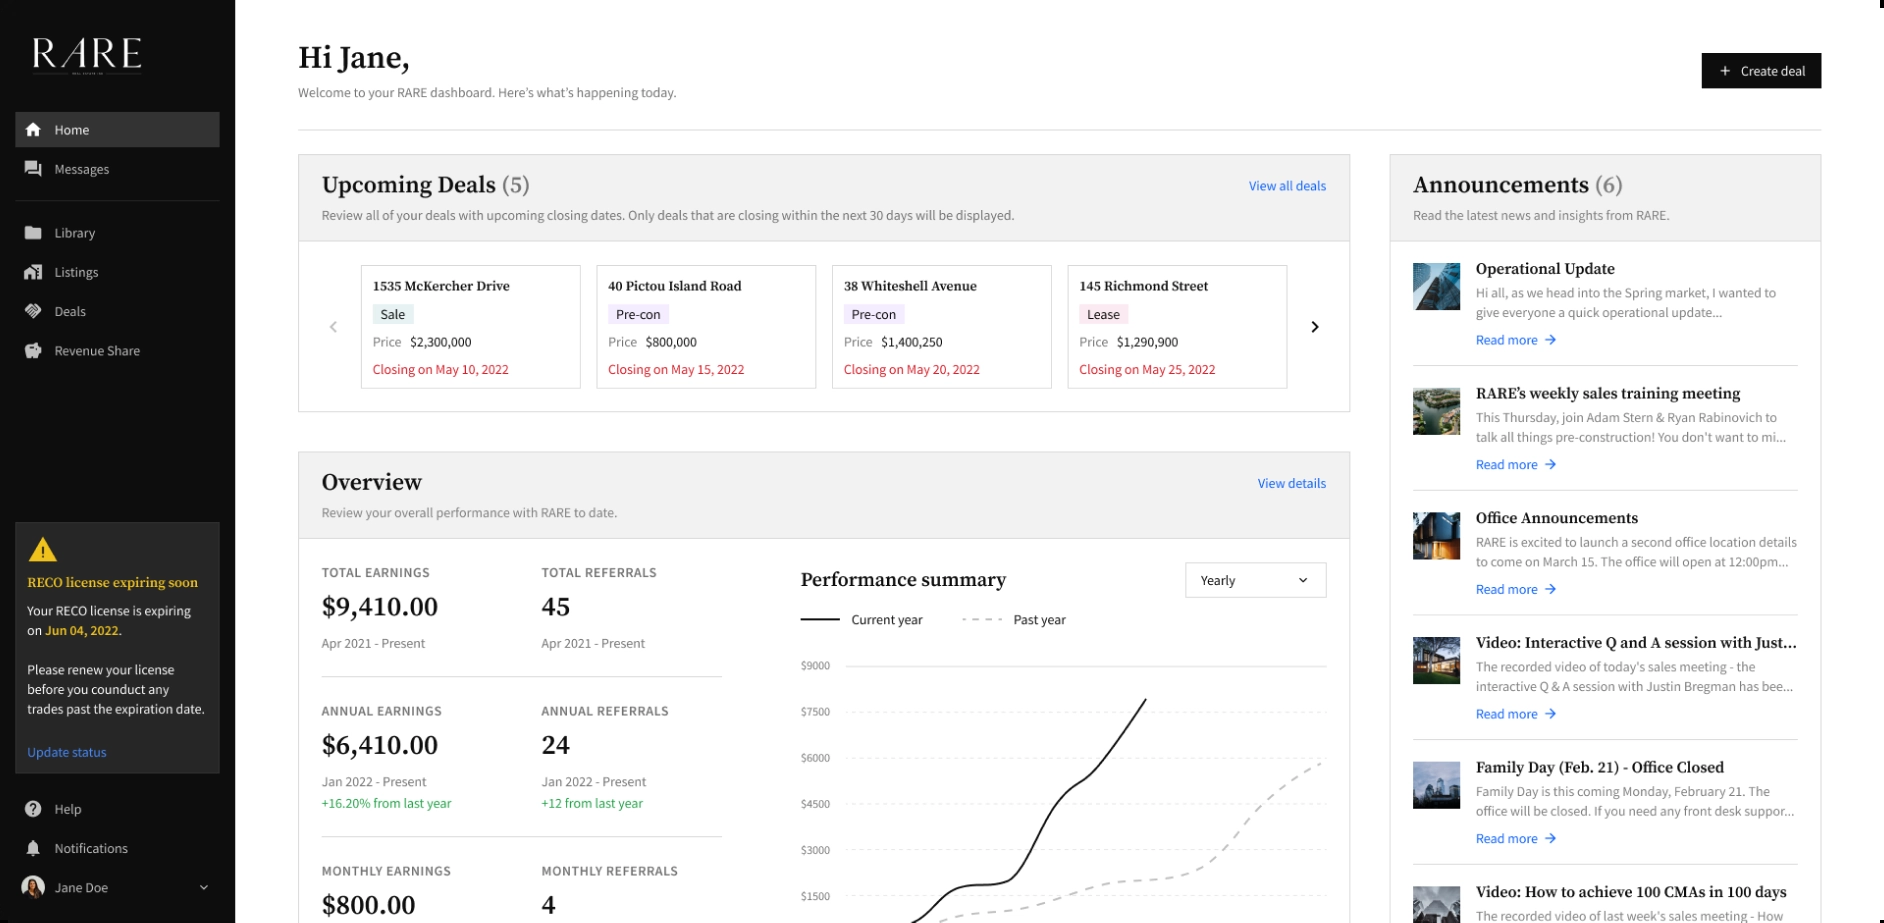 RARE
Home
Messages
Library
Listings
Deals
Revenue Share
RECO license expiring soon
Your RECO license is expiring
on Jun 04, 2022.
Please renew your license
before you counduct any
trades past the expiration date.
Update status
Help
Notifications
Jane Doe
Hi Jane,
Welcome to your RARE dashboard. Here’s what’s happening today.
+ Create deal
Upcoming Deals (5)
View all deals
Review all of your deals with upcoming closing dates. Only deals that are closing within the next 30 days will be displayed.
1535 McKercher Drive
Sale
Price $2,300,000
Closing on May 10, 2022
40 Pictou Island Road
Pre-con
Price $800,000
Closing on May 15, 2022
38 Whiteshell Avenue
Pre-con
Price $1,400,250
Closing on May 20, 2022
145 Richmond Street
Lease
Price $1,290,900
Closing on May 25, 2022
Overview
View details
Review your overall performance with RARE to date.
TOTAL EARNINGS
$9,410.00
Apr 2021 - Present
TOTAL REFERRALS
45
Apr 2021 - Present
ANNUAL EARNINGS
$6,410.00
Jan 2022 - Present
+16.20% from last year
ANNUAL REFERRALS
24
Jan 2022 - Present
+12 from last year
MONTHLY EARNINGS
$800.00
MONTHLY REFERRALS
4
Performance summary
Yearly
Current year
Past year
$9000
$7500
$6000
$4500
$3000
$1500
Announcements (6)
Read the latest news and insights from RARE.
Operational Update
Hi all, as we head into the Spring market, I wanted to
give everyone a quick operational update...
Read more →
RARE’s weekly sales training meeting
This Thursday, join Adam Stern & Ryan Rabinovich to
talk all things pre-construction! You don't want to mi...
Read more →
Office Announcements
RARE is excited to launch a second office location details
to come on March 15. The office will open at 12:00pm...
Read more →
Video: Interactive Q and A session with Just...
The recorded video of today's sales meeting - the
interactive Q & A session with Justin Bregman has bee...
Read more →
Family Day (Feb. 21) - Office Closed
Family Day is this coming Monday, February 21. The
office will be closed. If you need any front desk suppor...
Read more →
Video: How to achieve 100 CMAs in 100 days
The recorded video of last week's sales meeting - How